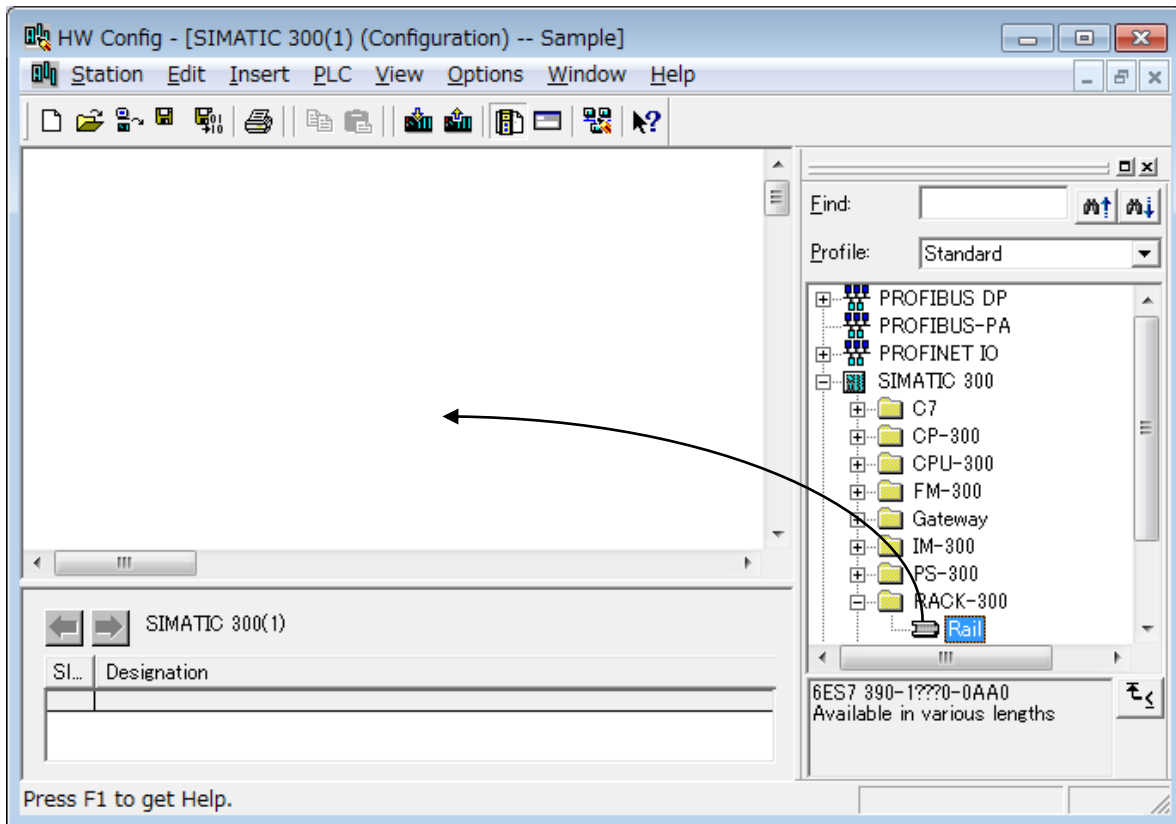 HW Config - [SIMATIC 300(1) (Configuration) -- Sample]
Station Edit Insert PLC View Options Window Help
Find:
Profile: Standard
PROFIBUS DP
PROFIBUS-PA
PROFINET IO
SIMATIC 300
C7
CP-300
CPU-300
FM-300
Gateway
IM-300
PS-300
RACK-300
Rail
6ES7 390-1???0-0AA0
Available in various lengths
SIMATIC 300(1)
Sl... Designation
Press F1 to get Help.